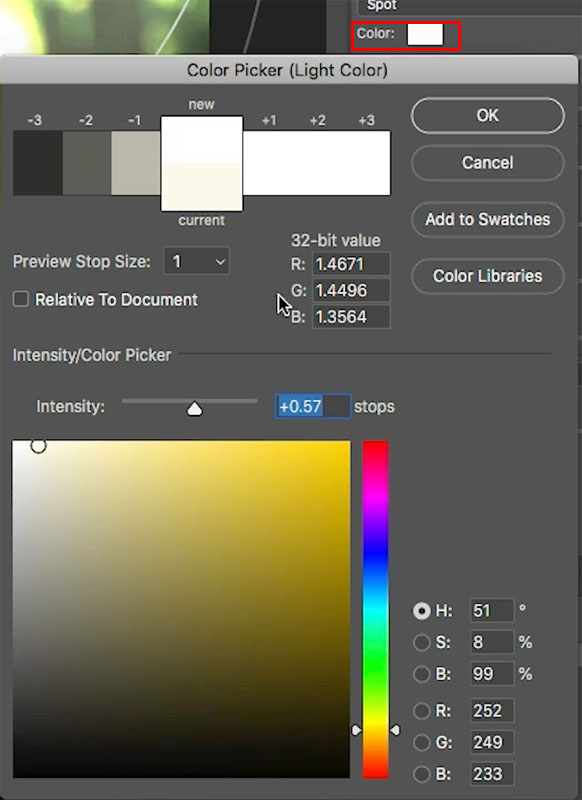 Spot
Color:
Color Picker (Light Color)
new
-3 -2 -1 +1 +2 +3
current
OK
Cancel
Add to Swatches
Color Libraries
Preview Stop Size: 1
Relative To Document
32-bit value
R: 1.4671
G: 1.4496
B: 1.3564
Intensity/Color Picker
Intensity: +0.57 stops
H: 51 °
S: 8 %
B: 99 %
R: 252
G: 249
B: 233